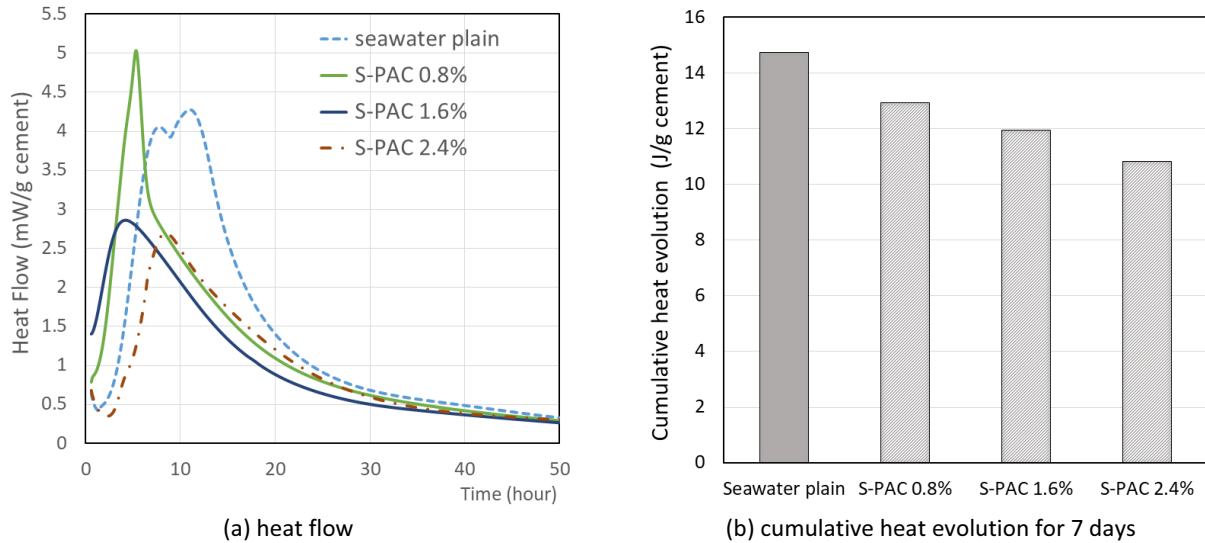 5.5
5
4.5
4
3.5
3
2.5
2
1.5
1
0.5
0
Heat Flow (mW/g cement)
seawater plain
S-PAC 0.8%
S-PAC 1.6%
S-PAC 2.4%
0 10 20 30 40 50
Time (hour)
(a) heat flow
16
14
12
10
8
6
4
2
0
Cumulative heat evolution (J/g cement)
Seawater plain S-PAC 0.8% S-PAC 1.6% S-PAC 2.4%
(b) cumulative heat evolution for 7 days